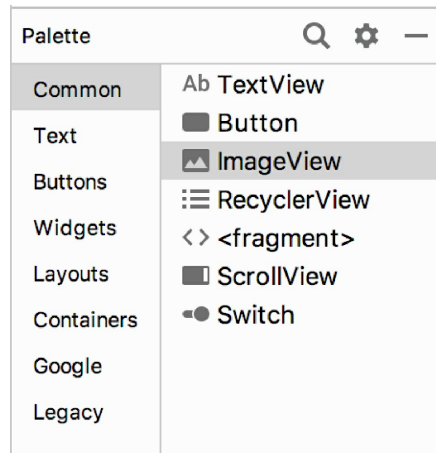 Palette
Common
Text
Buttons
Widgets
Layouts
Containers
Google
Legacy
Ab TextView
Button
ImageView
RecyclerView
<fragment>
ScrollView
Switch